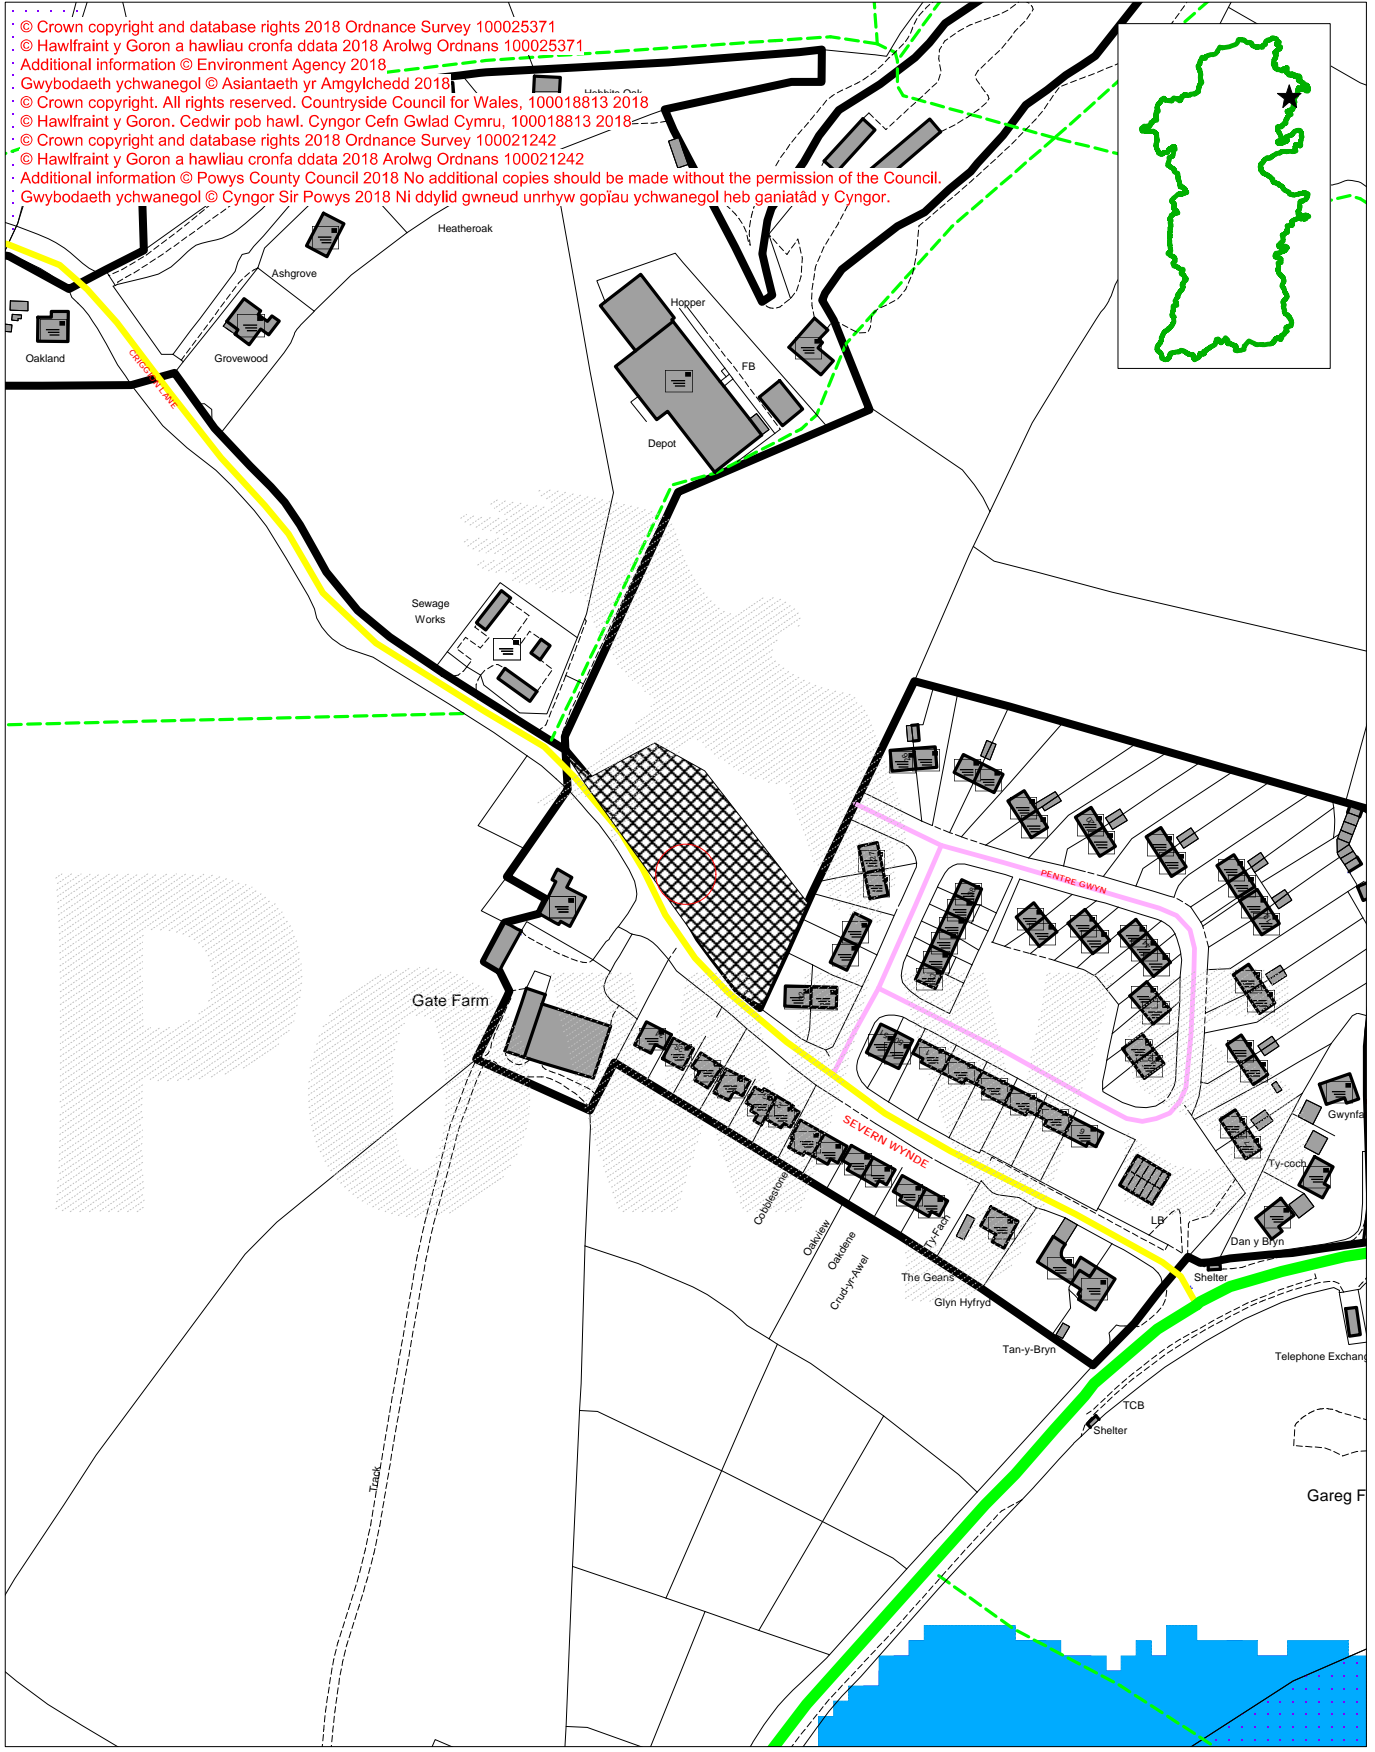 © Crown copyright and database rights 2018 Ordnance Survey 100025371
© Hawlfraint y Goron a hawliau cronfa ddata 2018 Arolwg Ordnans 100025371
Additional information © Environment Agency 2018
Gwybodaeth ychwanegol © Asiantaeth yr Amgylchedd 2018
© Crown copyright. All rights reserved. Countryside Council for Wales, 100018813 2018
© Hawlfraint y Goron. Cedwir pob hawl. Cyngor Cefn Gwlad Cymru, 100018813 2018
© Crown copyright and database rights 2018 Ordnance Survey 100021242
© Hawlfraint y Goron a hawliau cronfa ddata 2018 Arolwg Ordnans 100021242
Additional information © Powys County Council 2018 No additional copies should be made without the permission of the Council.
Gwybodaeth ychwanegol © Cyngor Sir Powys 2018 Ni ddylid gwneud unrhyw gopïau ychwanegol heb ganiatâd y Cyngor.
Heatheroak
Ashgrove
Hopper
Oakland
Grovewood
CRIGGION LANE
FB
Depot
Sewage
Works
PENTRE GWYN
Gate Farm
SEVERN WYNDE
Gwynfa
Ty-coch
Cobblestone
Oakview
Oakdene
Crud-yr-Awel
Ty-Fach
LB
Dan y Bryn
The Geans
Shelter
Glyn Hyfryd
Tan-y-Bryn
Telephone Exchang
TCB
Shelter
Track
Gareg F